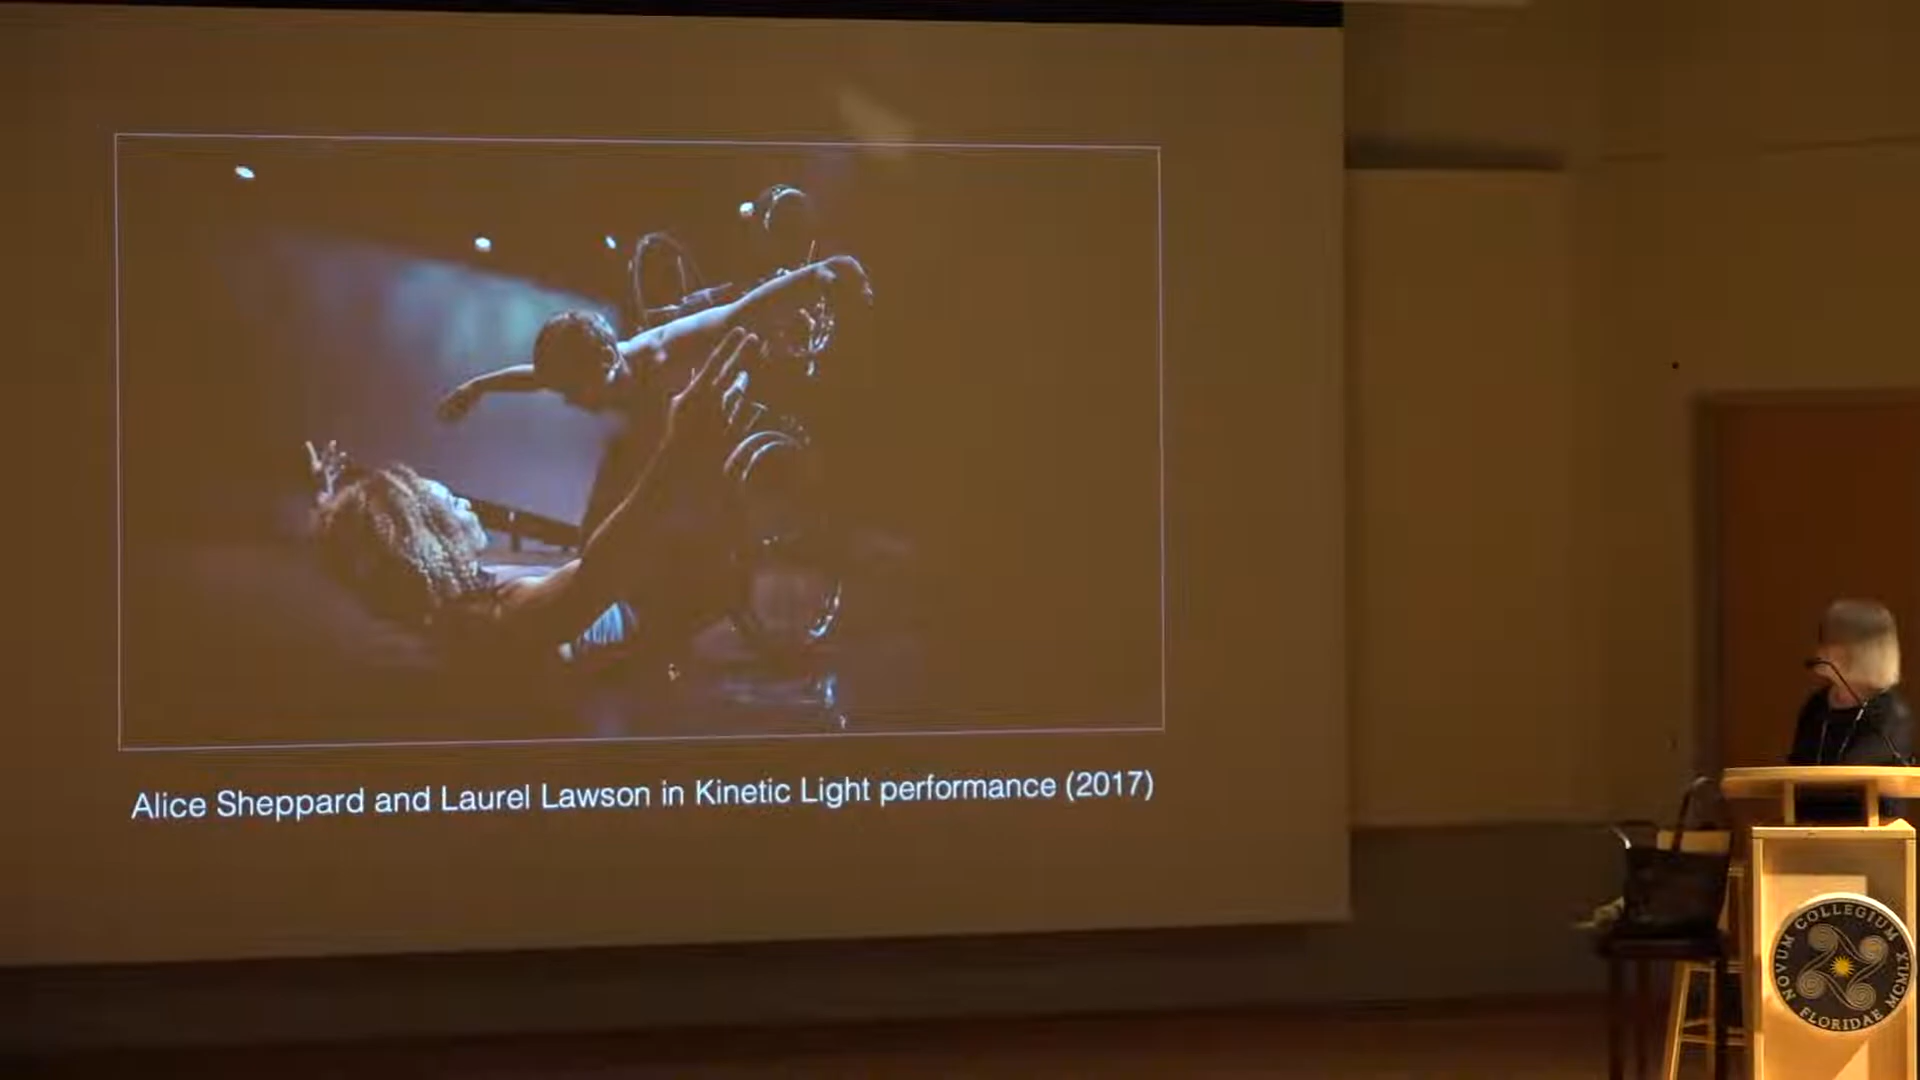 Alice Sheppard and Laurel Lawson in Kinetic Light performance (2017)
NOVUM COLLEGIUM FLORIDAE MCMLX